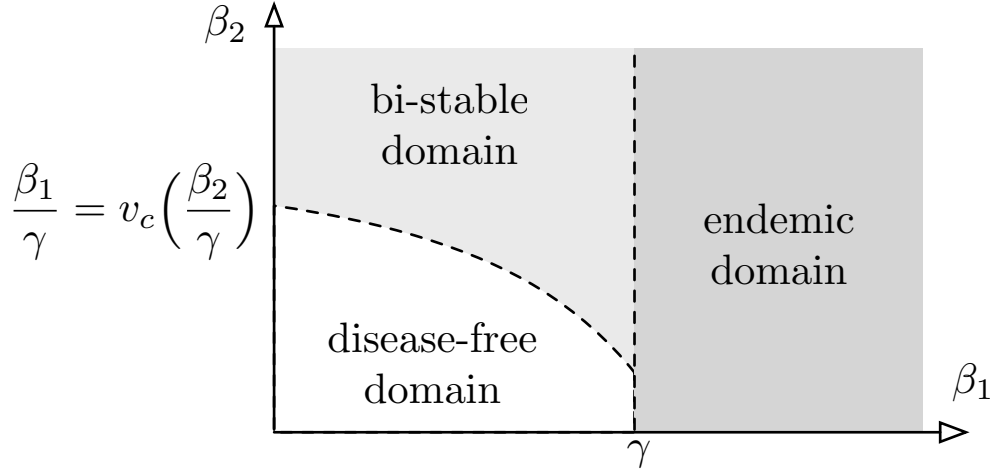 β₂
bi-stable
domain
β₁/γ = v_c(β₂/γ)
endemic
domain
disease-free
domain
β₁
γ